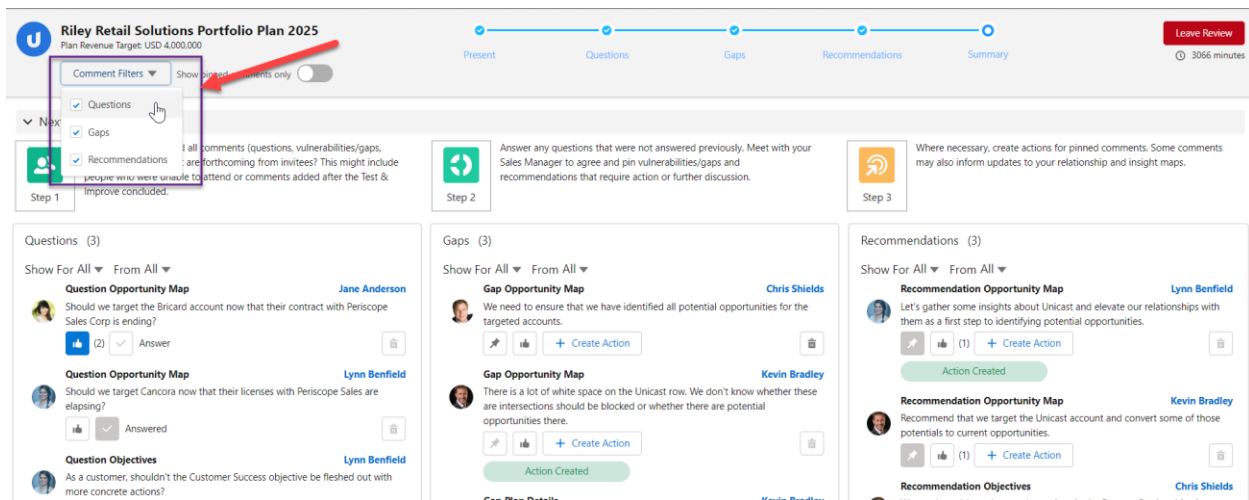 Riley Retail Solutions Portfolio Plan 2025
Plan Revenue Target: USD 4.000.000
Comment Filters
Show pinned comments only
Present
Questions
Gaps
Recommendations
Summary
Leave Review
3066 minutes
Questions
Gaps
Recommendations
Nex
Step 1
all comments (questions, vulnerabilities/gaps,
are forthcoming from invitees? This might include
people who were unable to attend or comments added after the Test &
Improve concluded.
Step 2
Answer any questions that were not answered previously. Meet with your
Sales Manager to agree and pin vulnerabilities/gaps and
recommendations that require action or further discussion.
Step 3
Where necessary, create actions for pinned comments. Some comments
may also inform updates to your relationship and insight maps.
Questions (3)
Show For All From All
Question Opportunity Map Jane Anderson
Should we target the Bricard account now that their contract with Periscope
Sales Corp is ending?
(2) Answer
Question Opportunity Map Lynn Benfield
Should we target Cancora now that their licenses with Periscope Sales are
elapsing?
Answered
Question Objectives Lynn Benfield
As a customer, shouldn't the Customer Success objective be fleshed out with
more concrete actions?
Gaps (3)
Show For All From All
Gap Opportunity Map Chris Shields
We need to ensure that we have identified all potential opportunities for the
targeted accounts.
+ Create Action
Gap Opportunity Map Kevin Bradley
There is a lot of white space on the Unicast row. We don't know whether these
are intersections should be blocked or whether there are potential
opportunities there.
+ Create Action
Action Created
Gap Plan Details Kevin Bradley
Recommendations (3)
Show For All From All
Recommendation Opportunity Map Lynn Benfield
Let's gather some insights about Unicast and elevate our relationships with
them as a first step to identifying potential opportunities.
(1) + Create Action
Action Created
Recommendation Opportunity Map Kevin Bradley
Recommend that we target the Unicast account and convert some of those
potentials to current opportunities.
(1) + Create Action
Recommendation Objectives Chris Shields